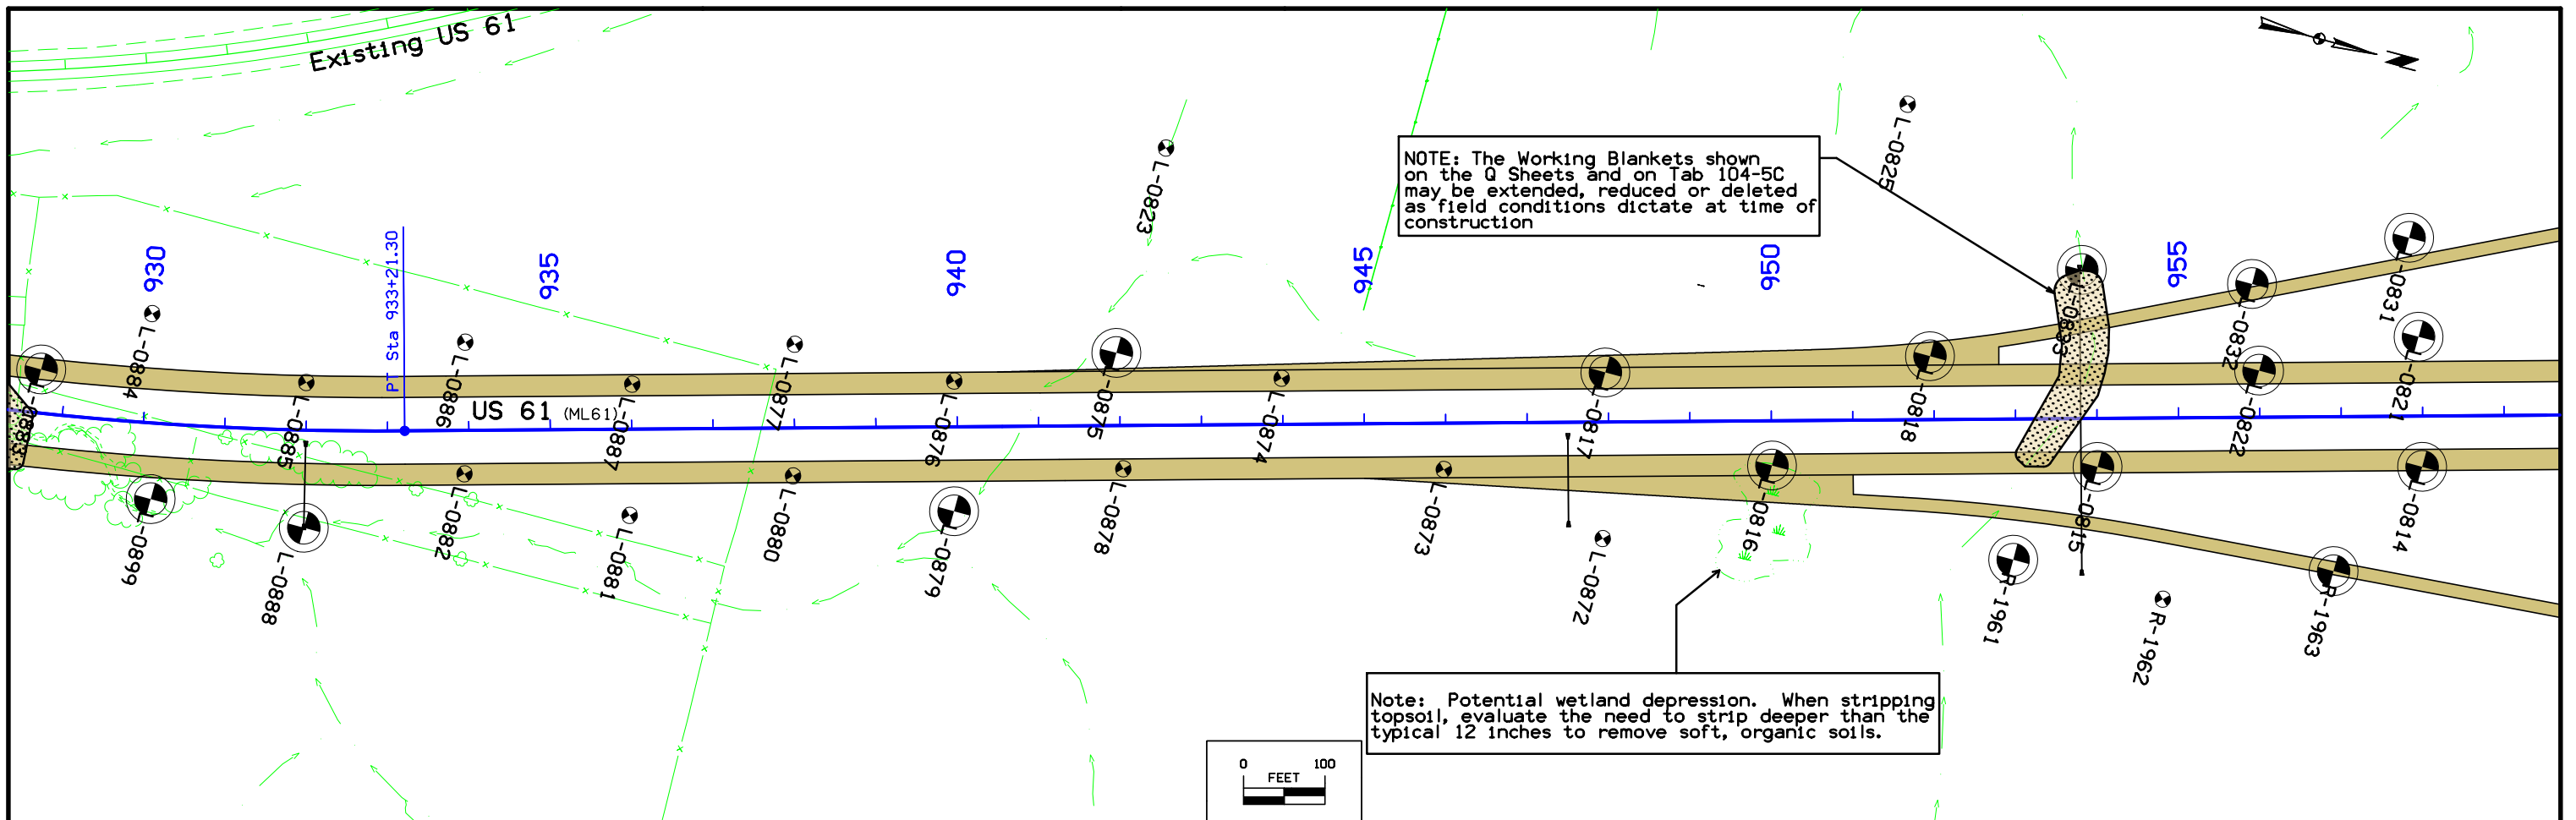 Existing US 61
N
NOTE: The Working Blankets shown
on the Q Sheets and on Tab 104-5C
may be extended, reduced or deleted
as field conditions dictate at time of
construction
L-0825
L-0823
930
PT Sta 933+21.30
935
940
945
950
955
L-0884
L-0886
L-0877
L-0875
L-0817
L-0818
L-0833
L-0832
L-0831
L-0821
L-0822
L-0883
L-0885
L-0887
L-0876
L-0874
US 61 (ML61)
L-0899
L-0888
L-0882
L-0881
L-0880
L-0879
L-0878
L-0873
L-0872
L-0816
L-0815
L-0814
R-1961
R-1962
R-1963
Note: Potential wetland depression. When stripping
topsoil, evaluate the need to strip deeper than the
typical 12 inches to remove soft, organic soils.
0 100
FEET